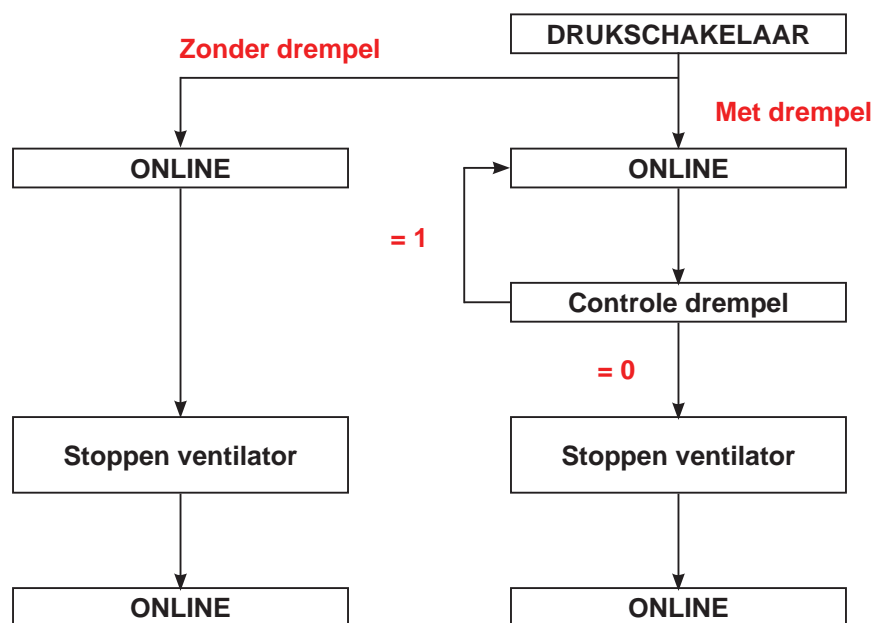 DRUKSCHAKELAAR
Zonder drempel
Met drempel
ONLINE
ONLINE
= 1
Controle drempel
= 0
Stoppen ventilator
Stoppen ventilator
ONLINE
ONLINE